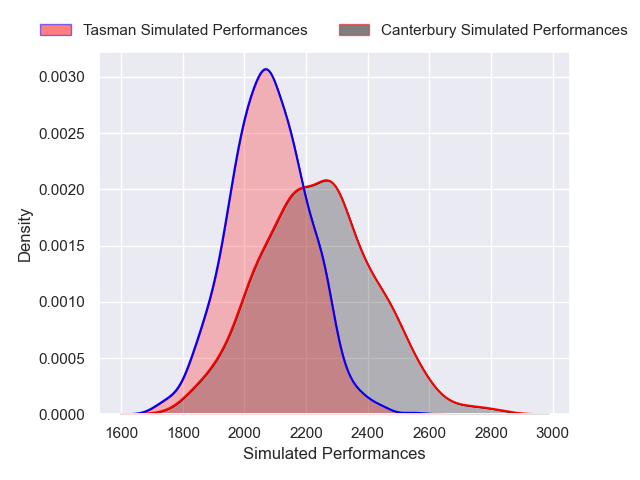 Tasman Simulated Performances Canterbury Simulated Performances
0.0030
0.0025
0.0020
0.0015
0.0010
0.0005
0.0000
Density
1600 1800 2000 2200 2400 2600 2800 3000
Simulated Performances